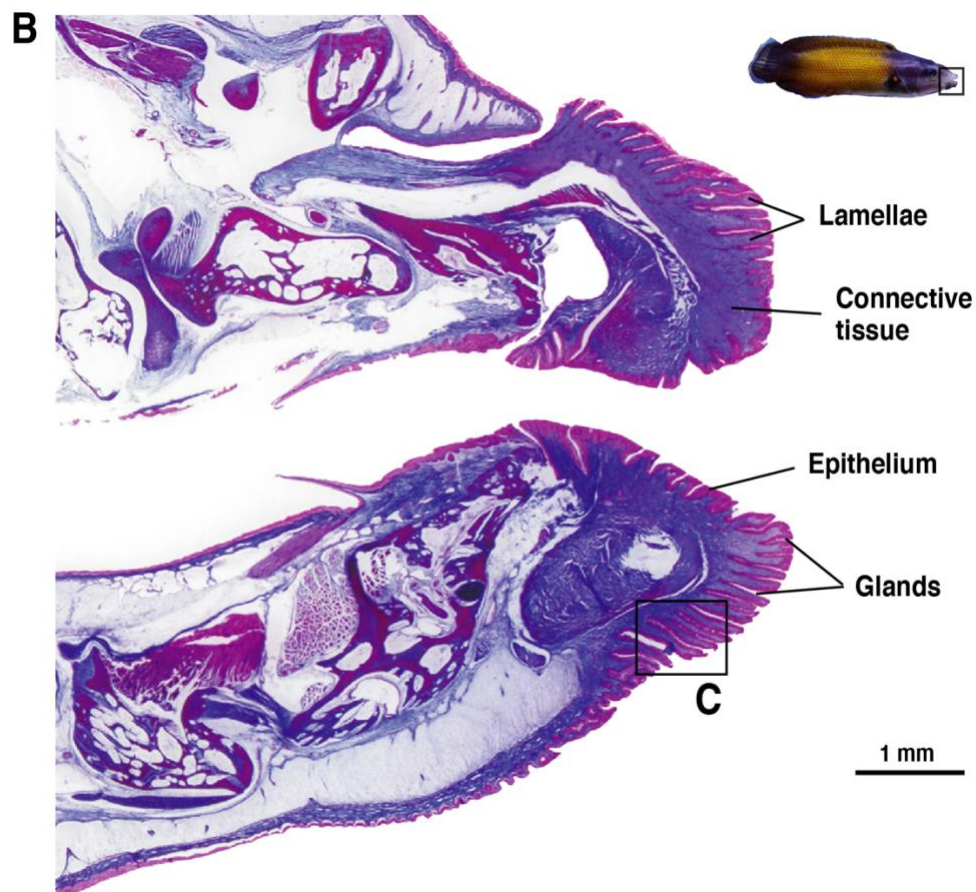 B
Lamellae
Connective
tissue
Epithelium
Glands
C
1 mm